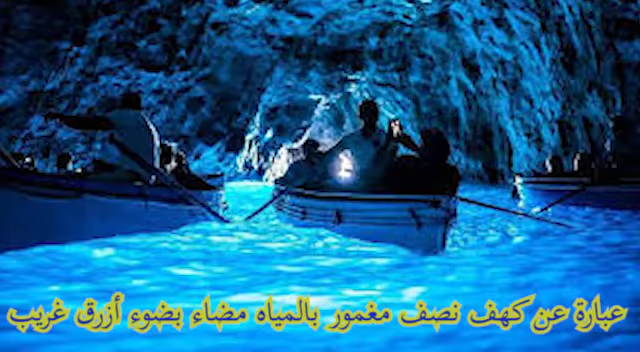 عبارة عن كهف نصف مغمور بالمياه مضاء بضوء أزرق غريب